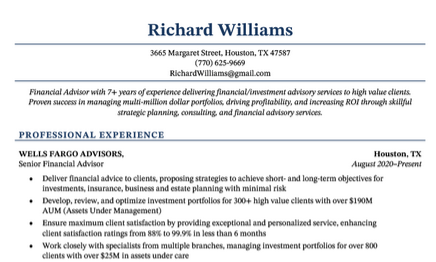 Richard Williams
3665 Margaret Street, Houston, TX 47587
(770) 625-9669
RichardWilliams@gmail.com
Financial Advisor with 7+ years of experience delivering financial/investment advisory services to high value clients.
Proven success in managing multi-million dollar portfolios, driving profitability, and increasing ROI through skillful
strategic planning, consulting, and financial advisory services.
PROFESSIONAL EXPERIENCE
WELLS FARGO ADVISORS, Houston, TX
Senior Financial Advisor August 2020–Present
• Deliver financial advice to clients, proposing strategies to achieve short- and long-term objectives for
investments, insurance, business and estate planning with minimal risk
• Develop, review, and optimize investment portfolios for 300+ high value clients with over $190M
AUM (Assets Under Management)
• Ensure maximum client satisfaction by providing exceptional and personalized service, enhancing
client satisfaction ratings from 88% to 99.9% in less than 6 months
• Work closely with specialists from multiple branches, managing investment portfolios for over 800
clients with over $25M in assets under care